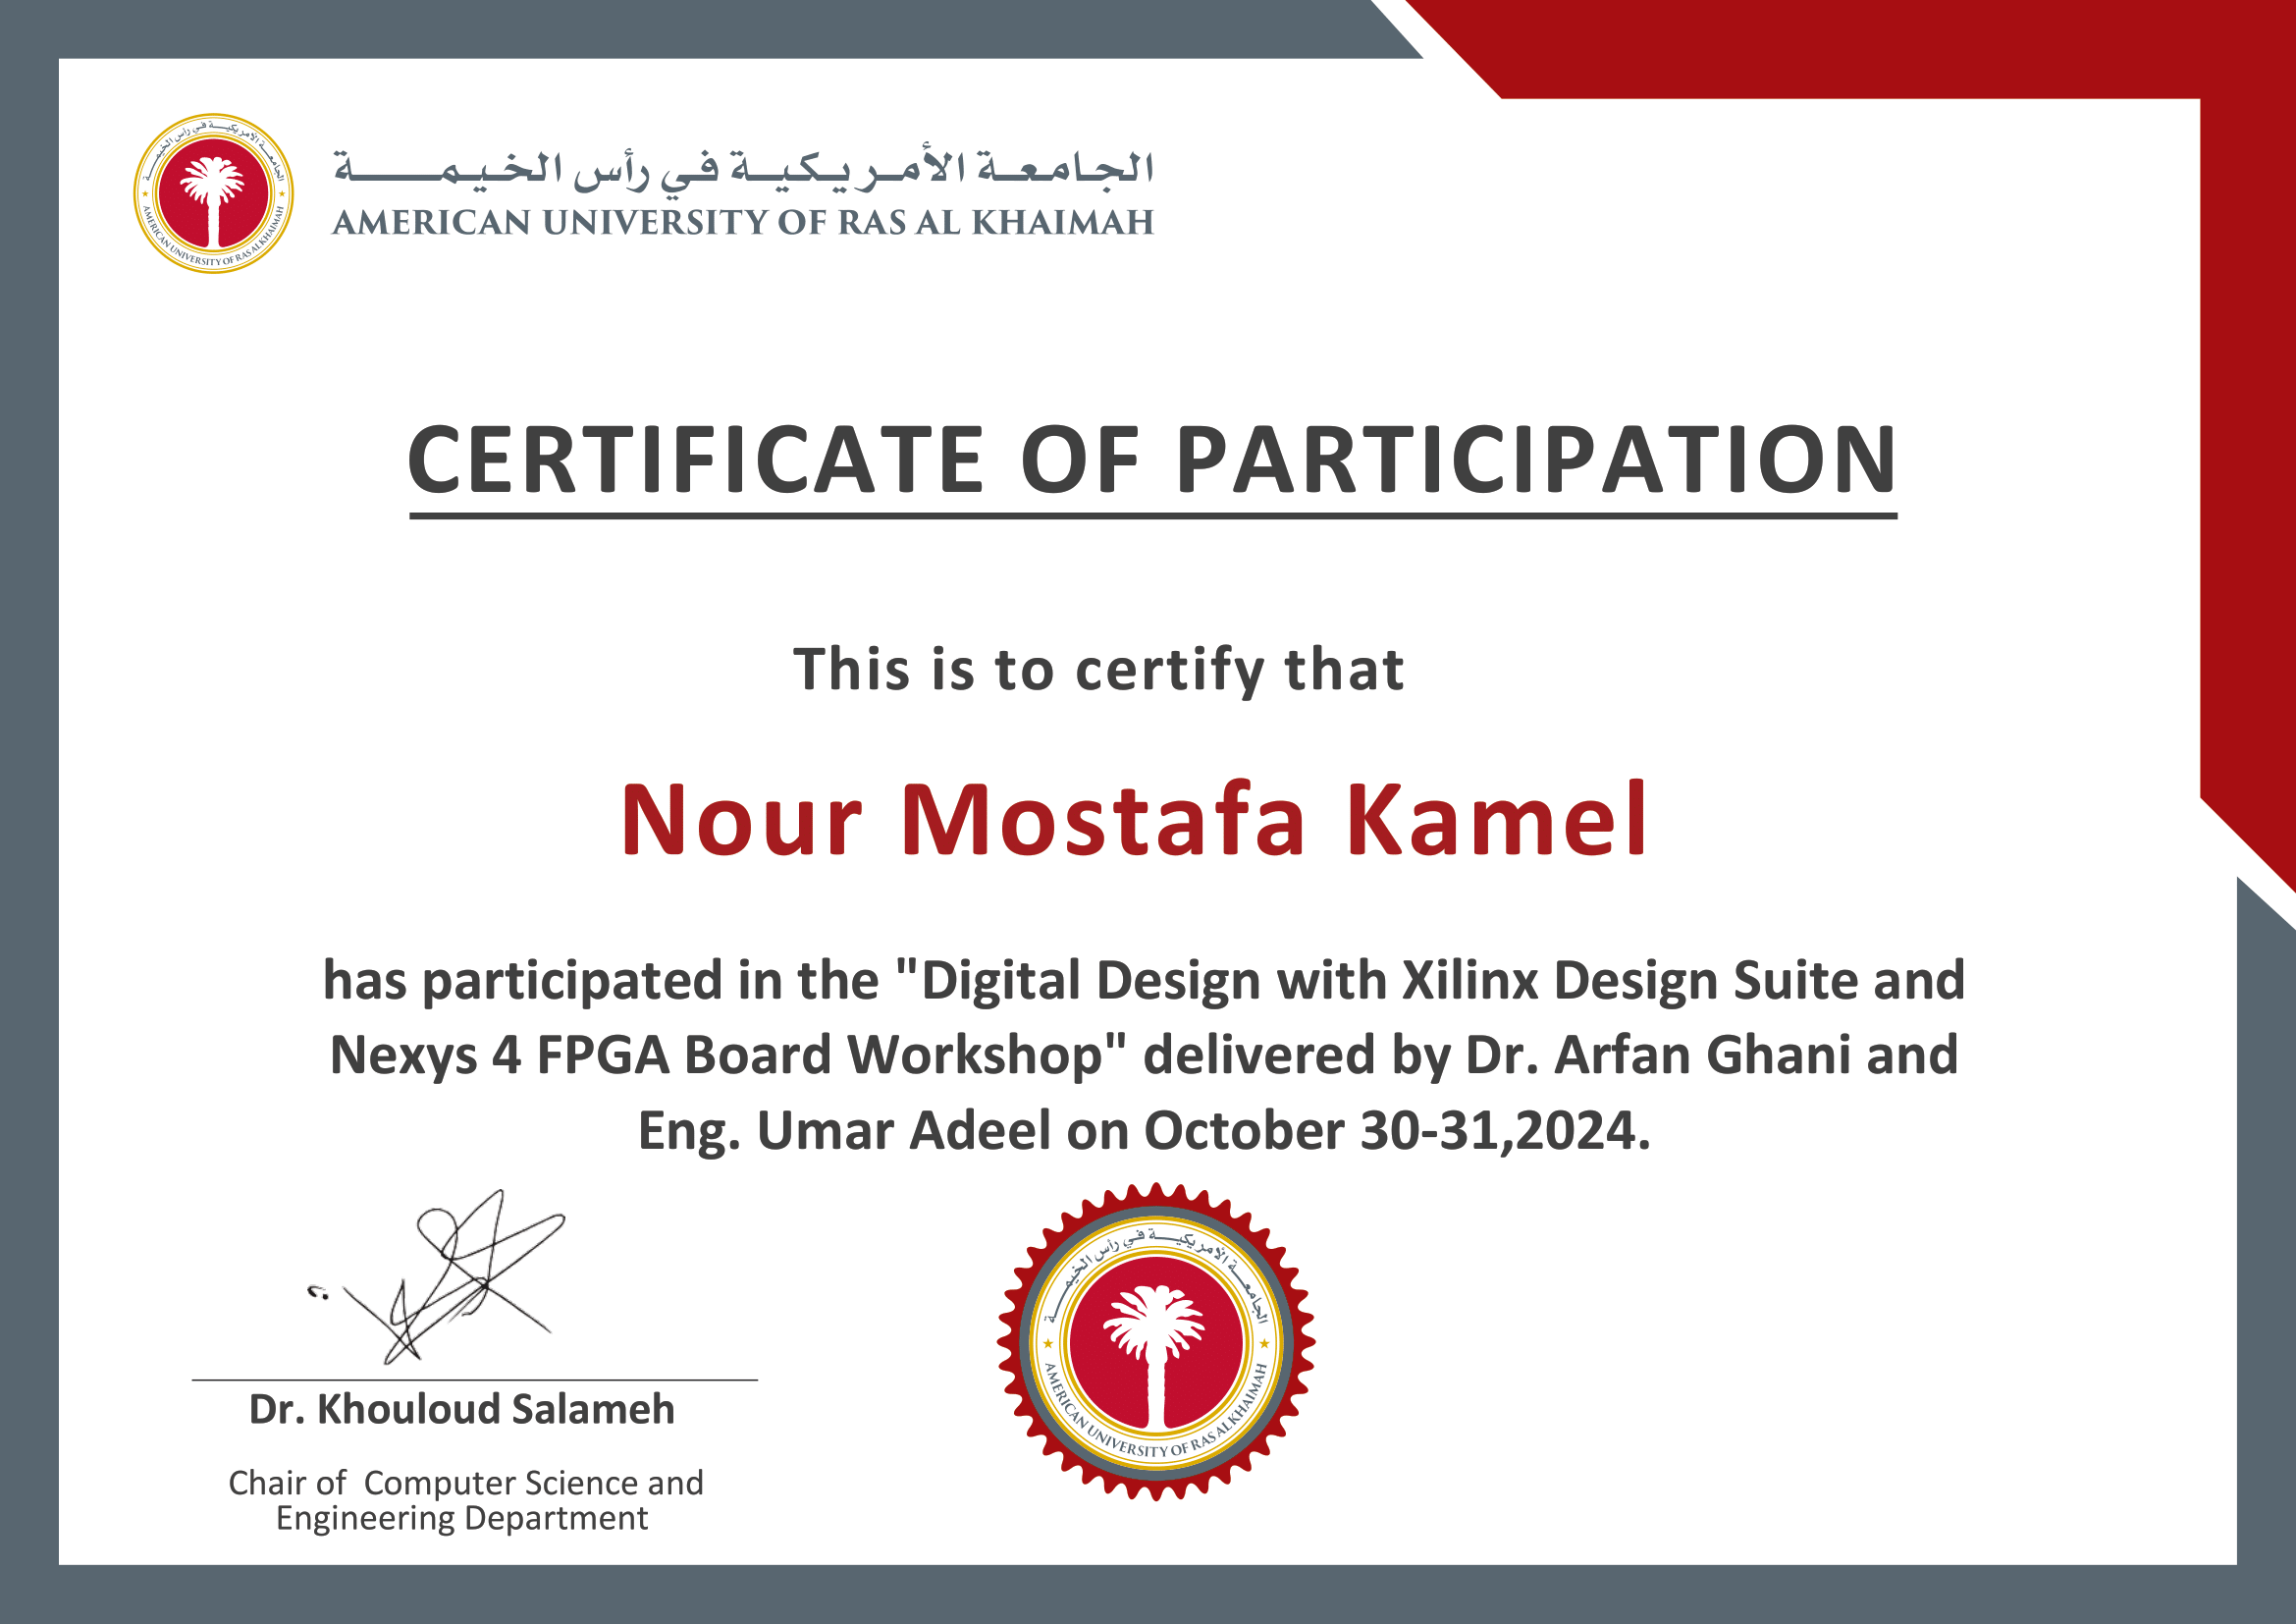 الجامعة الأمريكية في رأس الخيمة
AMERICAN UNIVERSITY OF RAS AL KHAIMAH
الجامعة الأمريكية في رأس الخيمة
AMERICAN UNIVERSITY OF RAS AL KHAIMAH
CERTIFICATE OF PARTICIPATION
This is to certify that
Nour Mostafa Kamel
has participated in the "Digital Design with Xilinx Design Suite and
Nexys 4 FPGA Board Workshop" delivered by Dr. Arfan Ghani and
Eng. Umar Adeel on October 30-31,2024.
Dr. Khouloud Salameh
Chair of  Computer Science and
Engineering Department
الجامعة الأمريكية في رأس الخيمة
AMERICAN UNIVERSITY OF RAS AL KHAIMAH